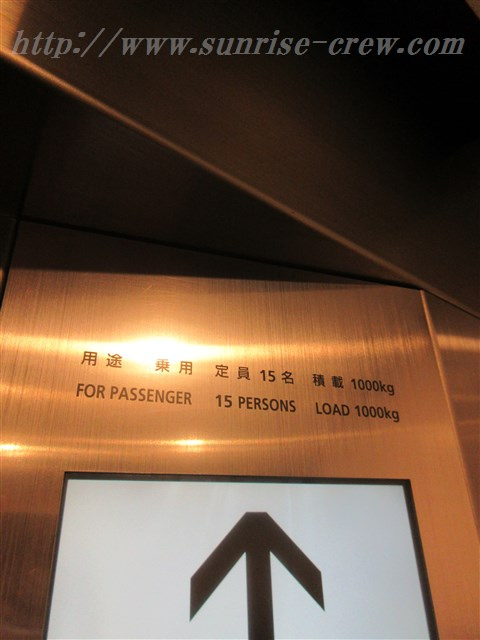 http://www.sunrise-crew.com
用途 乗用 定員 15名 積載 1000kg
FOR PASSENGER 15 PERSONS LOAD 1000kg